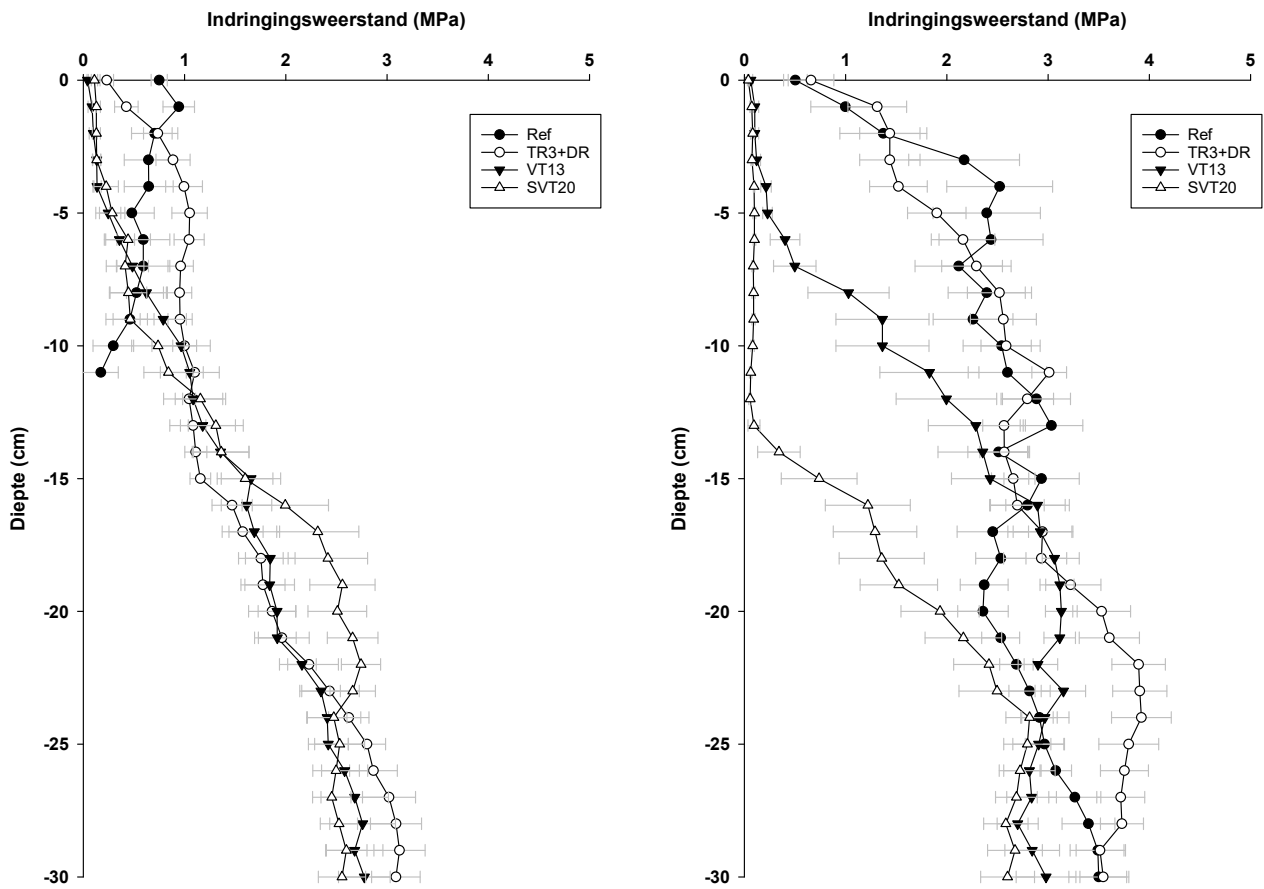 Indringingsweerstand (MPa)
0 1 2 3 4 5
Diepte (cm)
0
-5
-10
-15
-20
-25
-30
Ref
TR3+DR
VT13
SVT20
Indringingsweerstand (MPa)
0 1 2 3 4 5
Diepte (cm)
0
-5
-10
-15
-20
-25
-30
Ref
TR3+DR
VT13
SVT20